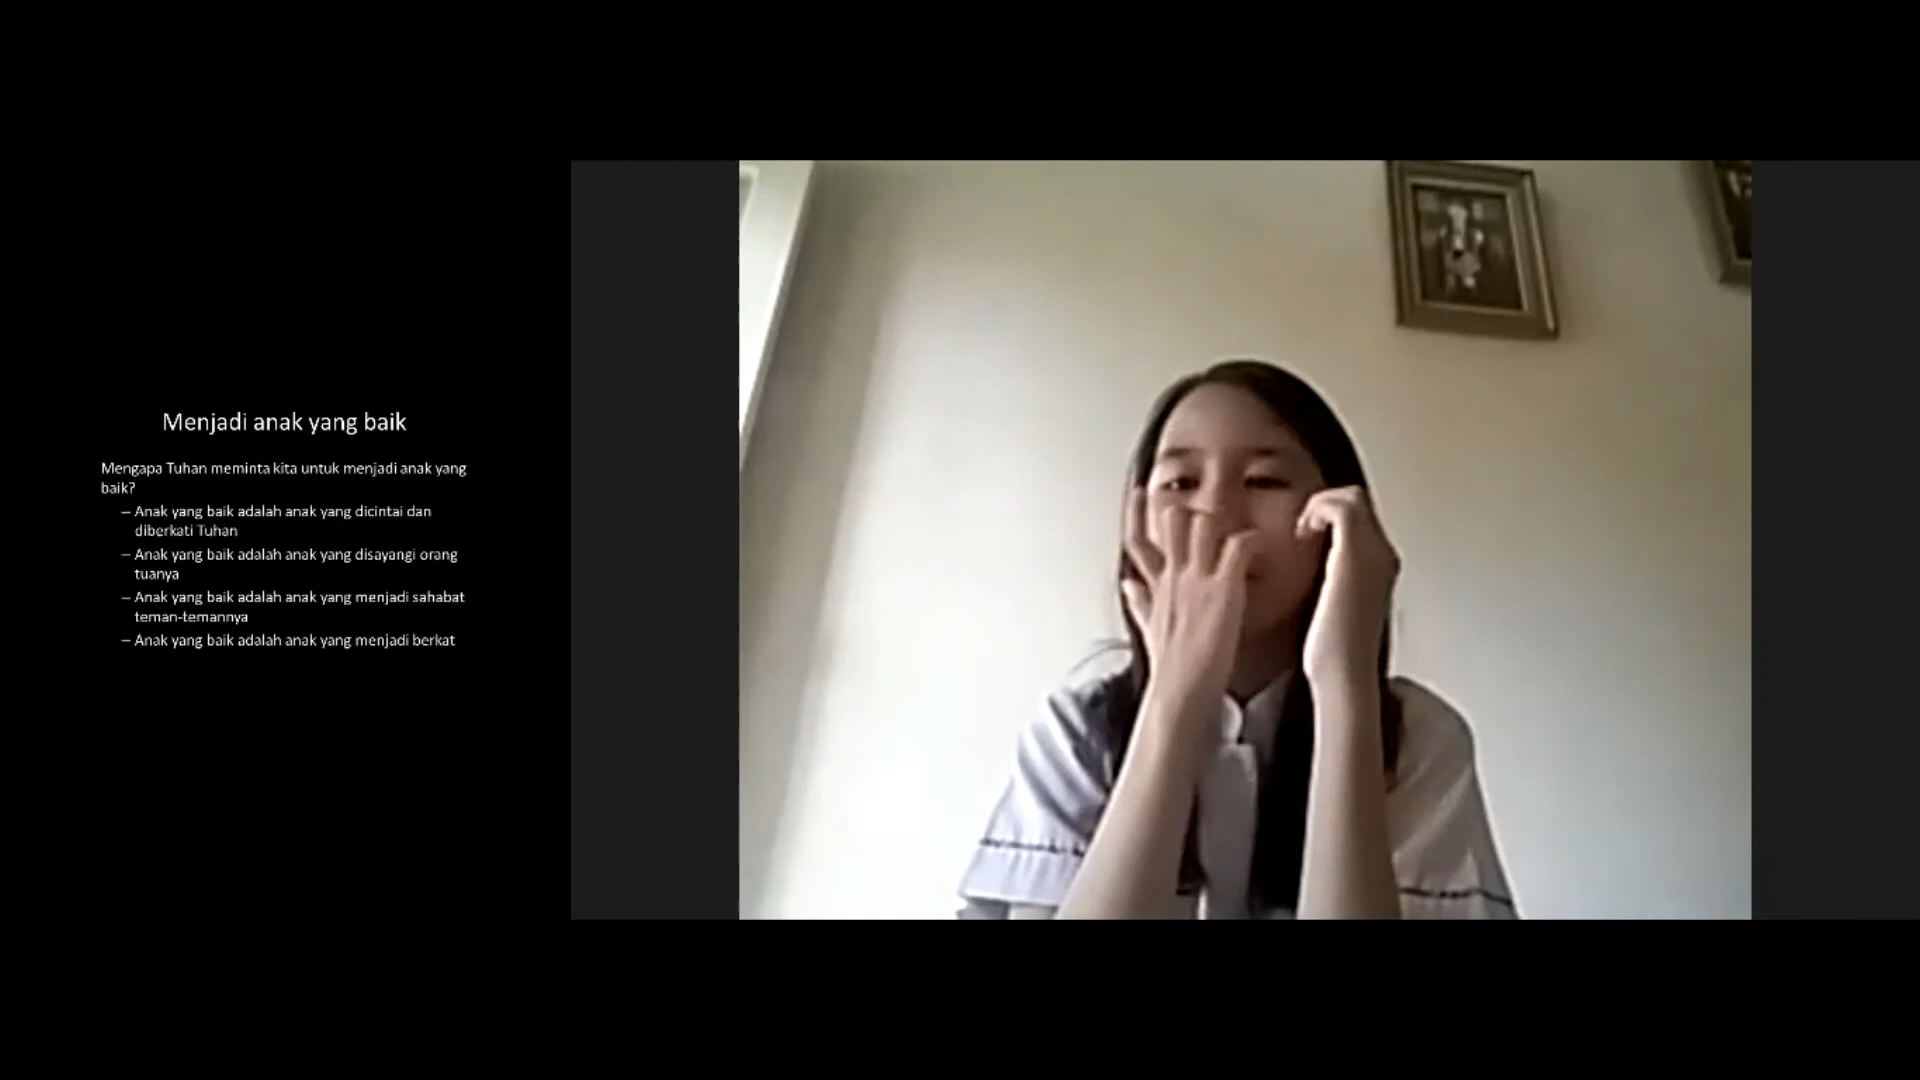 Menjadi anak yang baik
Mengapa Tuhan meminta kita untuk menjadi anak yang
baik?
– Anak yang baik adalah anak yang dicintai dan
diberkati Tuhan
– Anak yang baik adalah anak yang disayangi orang
tuanya
– Anak yang baik adalah anak yang menjadi sahabat
teman-temannya
– Anak yang baik adalah anak yang menjadi berkat